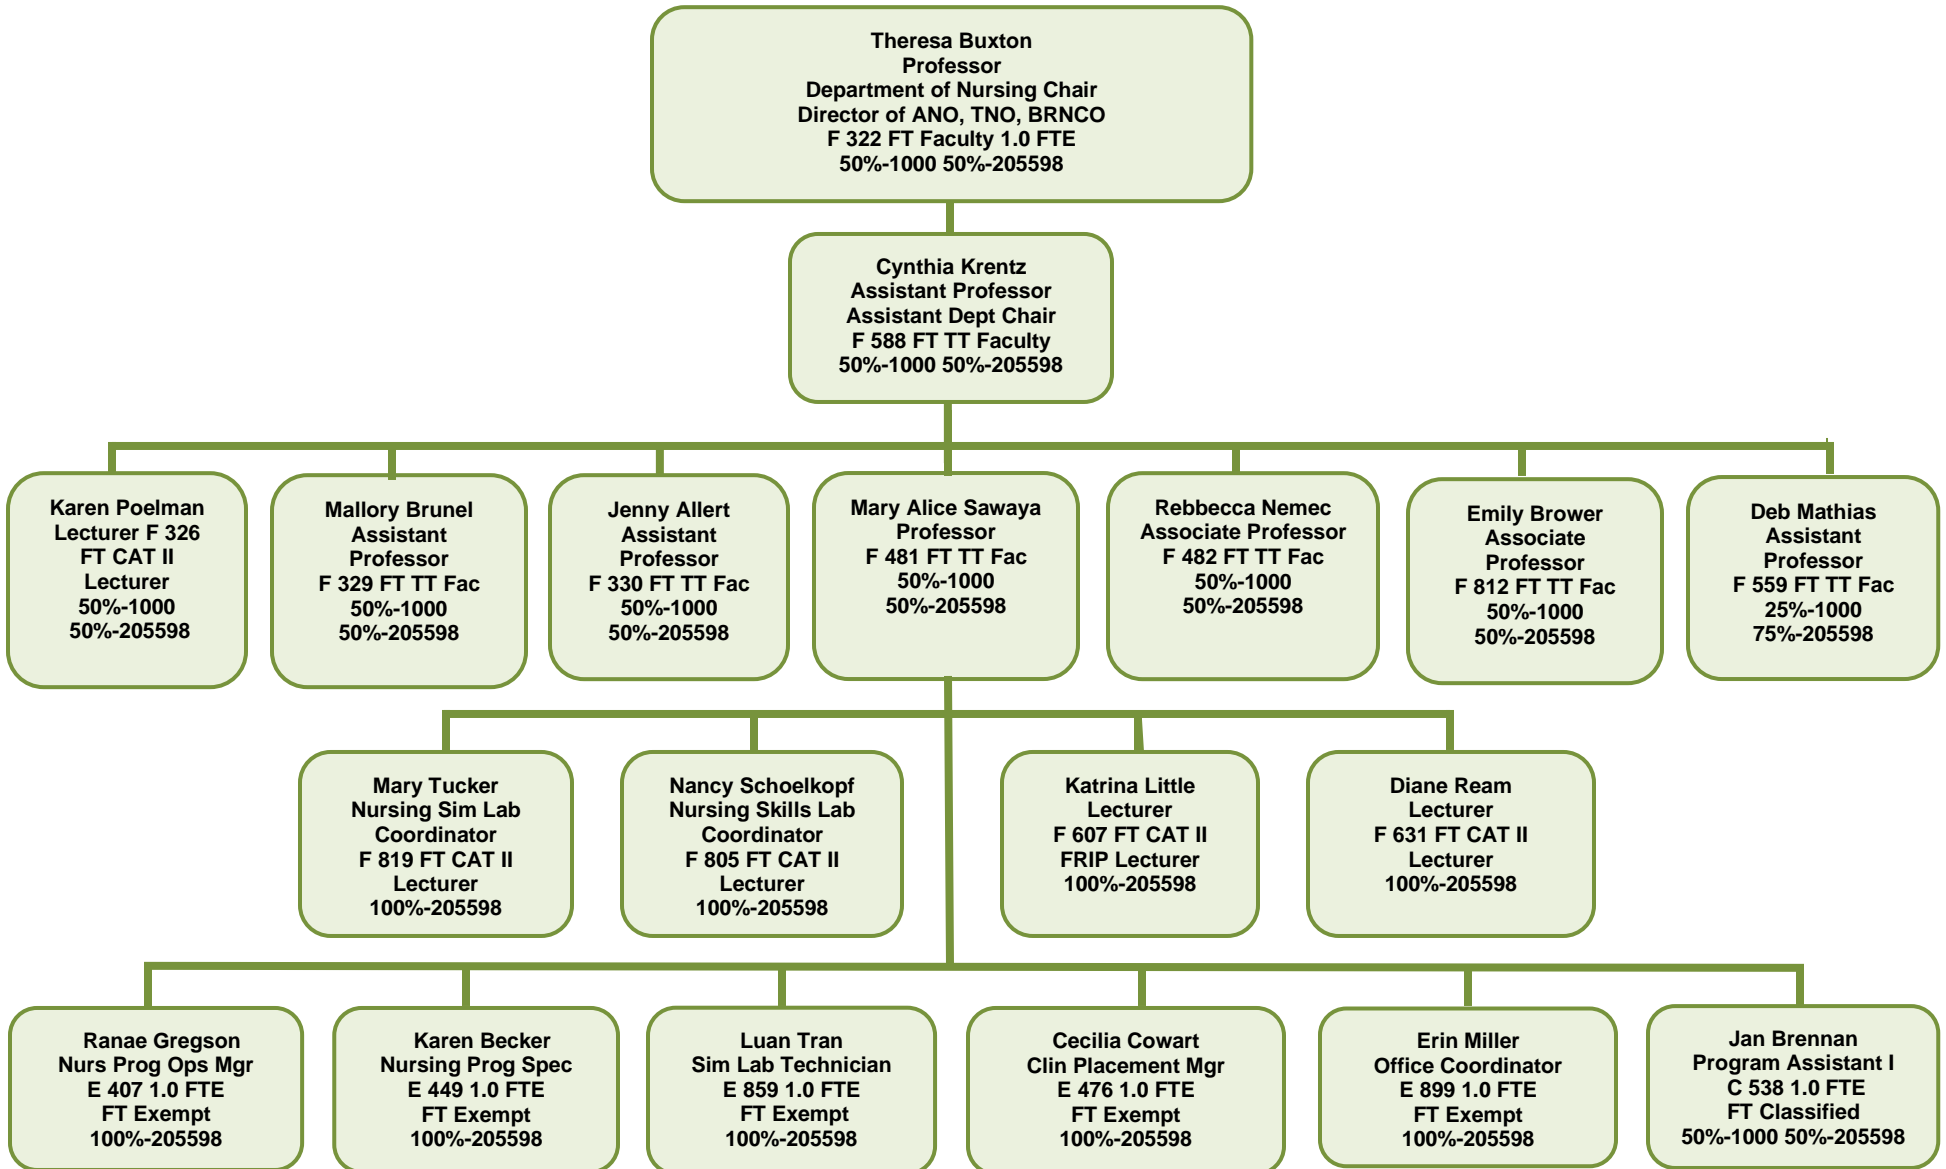 Theresa Buxton
Professor
Department of Nursing Chair
Director of ANO, TNO, BRNCO
F 322 FT Faculty 1.0 FTE
50%-1000 50%-205598
Cynthia Krentz
Assistant Professor
Assistant Dept Chair
F 588 FT TT Faculty
50%-1000 50%-205598
Karen Poelman
Lecturer F 326
FT CAT II
Lecturer
50%-1000
50%-205598
Mallory Brunel
Assistant
Professor
F 329 FT TT Fac
50%-1000
50%-205598
Jenny Allert
Assistant
Professor
F 330 FT TT Fac
50%-1000
50%-205598
Mary Alice Sawaya
Professor
F 481 FT TT Fac
50%-1000
50%-205598
Rebbecca Nemec
Associate Professor
F 482 FT TT Fac
50%-1000
50%-205598
Emily Brower
Associate
Professor
F 812 FT TT Fac
50%-1000
50%-205598
Deb Mathias
Assistant
Professor
F 559 FT TT Fac
25%-1000
75%-205598
Mary Tucker
Nursing Sim Lab
Coordinator
F 819 FT CAT II
Lecturer
100%-205598
Nancy Schoelkopf
Nursing Skills Lab
Coordinator
F 805 FT CAT II
Lecturer
100%-205598
Katrina Little
Lecturer
F 607 FT CAT II
FRIP Lecturer
100%-205598
Diane Ream
Lecturer
F 631 FT CAT II
Lecturer
100%-205598
Ranae Gregson
Nurs Prog Ops Mgr
E 407 1.0 FTE
FT Exempt
100%-205598
Karen Becker
Nursing Prog Spec
E 449 1.0 FTE
FT Exempt
100%-205598
Luan Tran
Sim Lab Technician
E 859 1.0 FTE
FT Exempt
100%-205598
Cecilia Cowart
Clin Placement Mgr
E 476 1.0 FTE
FT Exempt
100%-205598
Erin Miller
Office Coordinator
E 899 1.0 FTE
FT Exempt
100%-205598
Jan Brennan
Program Assistant I
C 538 1.0 FTE
FT Classified
50%-1000 50%-205598